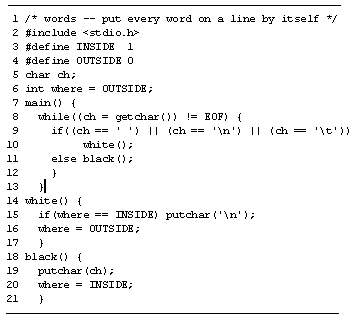 1 /* words -- put every word on a line by itself */
2 #include <stdio.h>
3 #define INSIDE  1
4 #define OUTSIDE 0
5 char ch;
6 int where = OUTSIDE;
7 main() {
8   while((ch = getchar()) != EOF) {
9     if((ch == ' ') || (ch == '\n') || (ch == '\t'))
10         white();
11    else black();
12    }
13  }
14 white() {
15  if(where == INSIDE) putchar('\n');
16  where = OUTSIDE;
17  }
18 black() {
19  putchar(ch);
20  where = INSIDE;
21  }